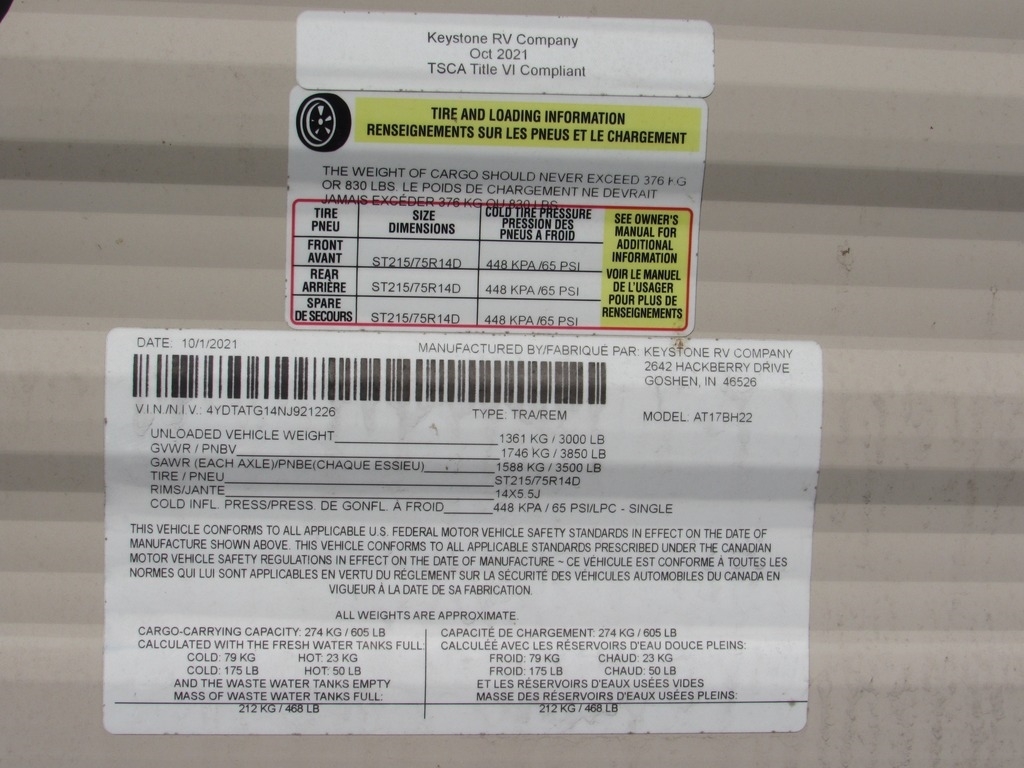 Keystone RV Company
Oct 2021
TSCA Title VI Compliant
TIRE AND LOADING INFORMATION
RENSEIGNEMENTS SUR LES PNEUS ET LE CHARGEMENT
THE WEIGHT OF CARGO SHOULD NEVER EXCEED 376 KG
OR 830 LBS. LE POIDS DE CHARGEMENT NE DEVRAIT
JAMAIS EXCÉDER 376 KG OU 830 LBS
TIRE SIZE COLD TIRE PRESSURE
PNEU DIMENSIONS PRESSION DES
PNEUS A FROID
FRONT
AVANT ST215/75R14D 448 KPA /65 PSI
REAR
ARRIÈRE ST215/75R14D 448 KPA /65 PSI
SPARE
DE SECOURS ST215/75R14D 448 KPA /65 PSI
SEE OWNER'S
MANUAL FOR
ADDITIONAL
INFORMATION
VOIR LE MANUEL
DE L'USAGER
POUR PLUS DE
RENSEIGNEMENTS
DATE: 10/1/2021 MANUFACTURED BY/FABRIQUÉ PAR: KEYSTONE RV COMPANY
2642 HACKBERRY DRIVE
GOSHEN, IN 46526
V.I.N./N.I.V.: 4YDTATG14NJ921226 TYPE: TRA/REM MODEL: AT17BH22
UNLOADED VEHICLE WEIGHT 1361 KG / 3000 LB
GVWR / PNBV 1746 KG / 3850 LB
GAWR (EACH AXLE)/PNBE(CHAQUE ESSIEU) 1588 KG / 3500 LB
TIRE / PNEU ST215/75R14D
RIMS/JANTE 14X5.5J
COLD INFL. PRESS/PRESS. DE GONFL. À FROID 448 KPA / 65 PSI/LPC - SINGLE
THIS VEHICLE CONFORMS TO ALL APPLICABLE U.S. FEDERAL MOTOR VEHICLE SAFETY STANDARDS IN EFFECT ON THE DATE OF
MANUFACTURE SHOWN ABOVE. THIS VEHICLE CONFORMS TO ALL APPLICABLE STANDARDS PRESCRIBED UNDER THE CANADIAN
MOTOR VEHICLE SAFETY REGULATIONS IN EFFECT ON THE DATE OF MANUFACTURE ~ CE VÉHICULE EST CONFORME À TOUTES LES
NORMES QUI LUI SONT APPLICABLES EN VERTU DU RÈGLEMENT SUR LA SÉCURITÉ DES VÉHICULES AUTOMOBILES DU CANADA EN
VIGUEUR À LA DATE DE SA FABRICATION.
ALL WEIGHTS ARE APPROXIMATE.
CARGO-CARRYING CAPACITY: 274 KG / 605 LB
CALCULATED WITH THE FRESH WATER TANKS FULL:
COLD: 79 KG HOT: 23 KG
COLD: 175 LB HOT: 50 LB
AND THE WASTE WATER TANKS EMPTY
MASS OF WASTE WATER TANKS FULL:
212 KG / 468 LB
CAPACITÉ DE CHARGEMENT: 274 KG / 605 LB
CALCULÉE AVEC LES RÉSERVOIRS D'EAU DOUCE PLEINS:
FROID: 79 KG CHAUD: 23 KG
FROID: 175 LB CHAUD: 50 LB
ET LES RÉSERVOIRS D'EAUX USÉES VIDES
MASSE DES RÉSERVOIRS D'EAUX USÉES PLEINS:
212 KG / 468 LB